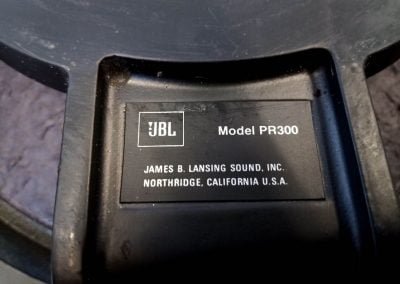 JBL Model PR300
JAMES B. LANSING SOUND, INC.
NORTHRIDGE, CALIFORNIA U.S.A.